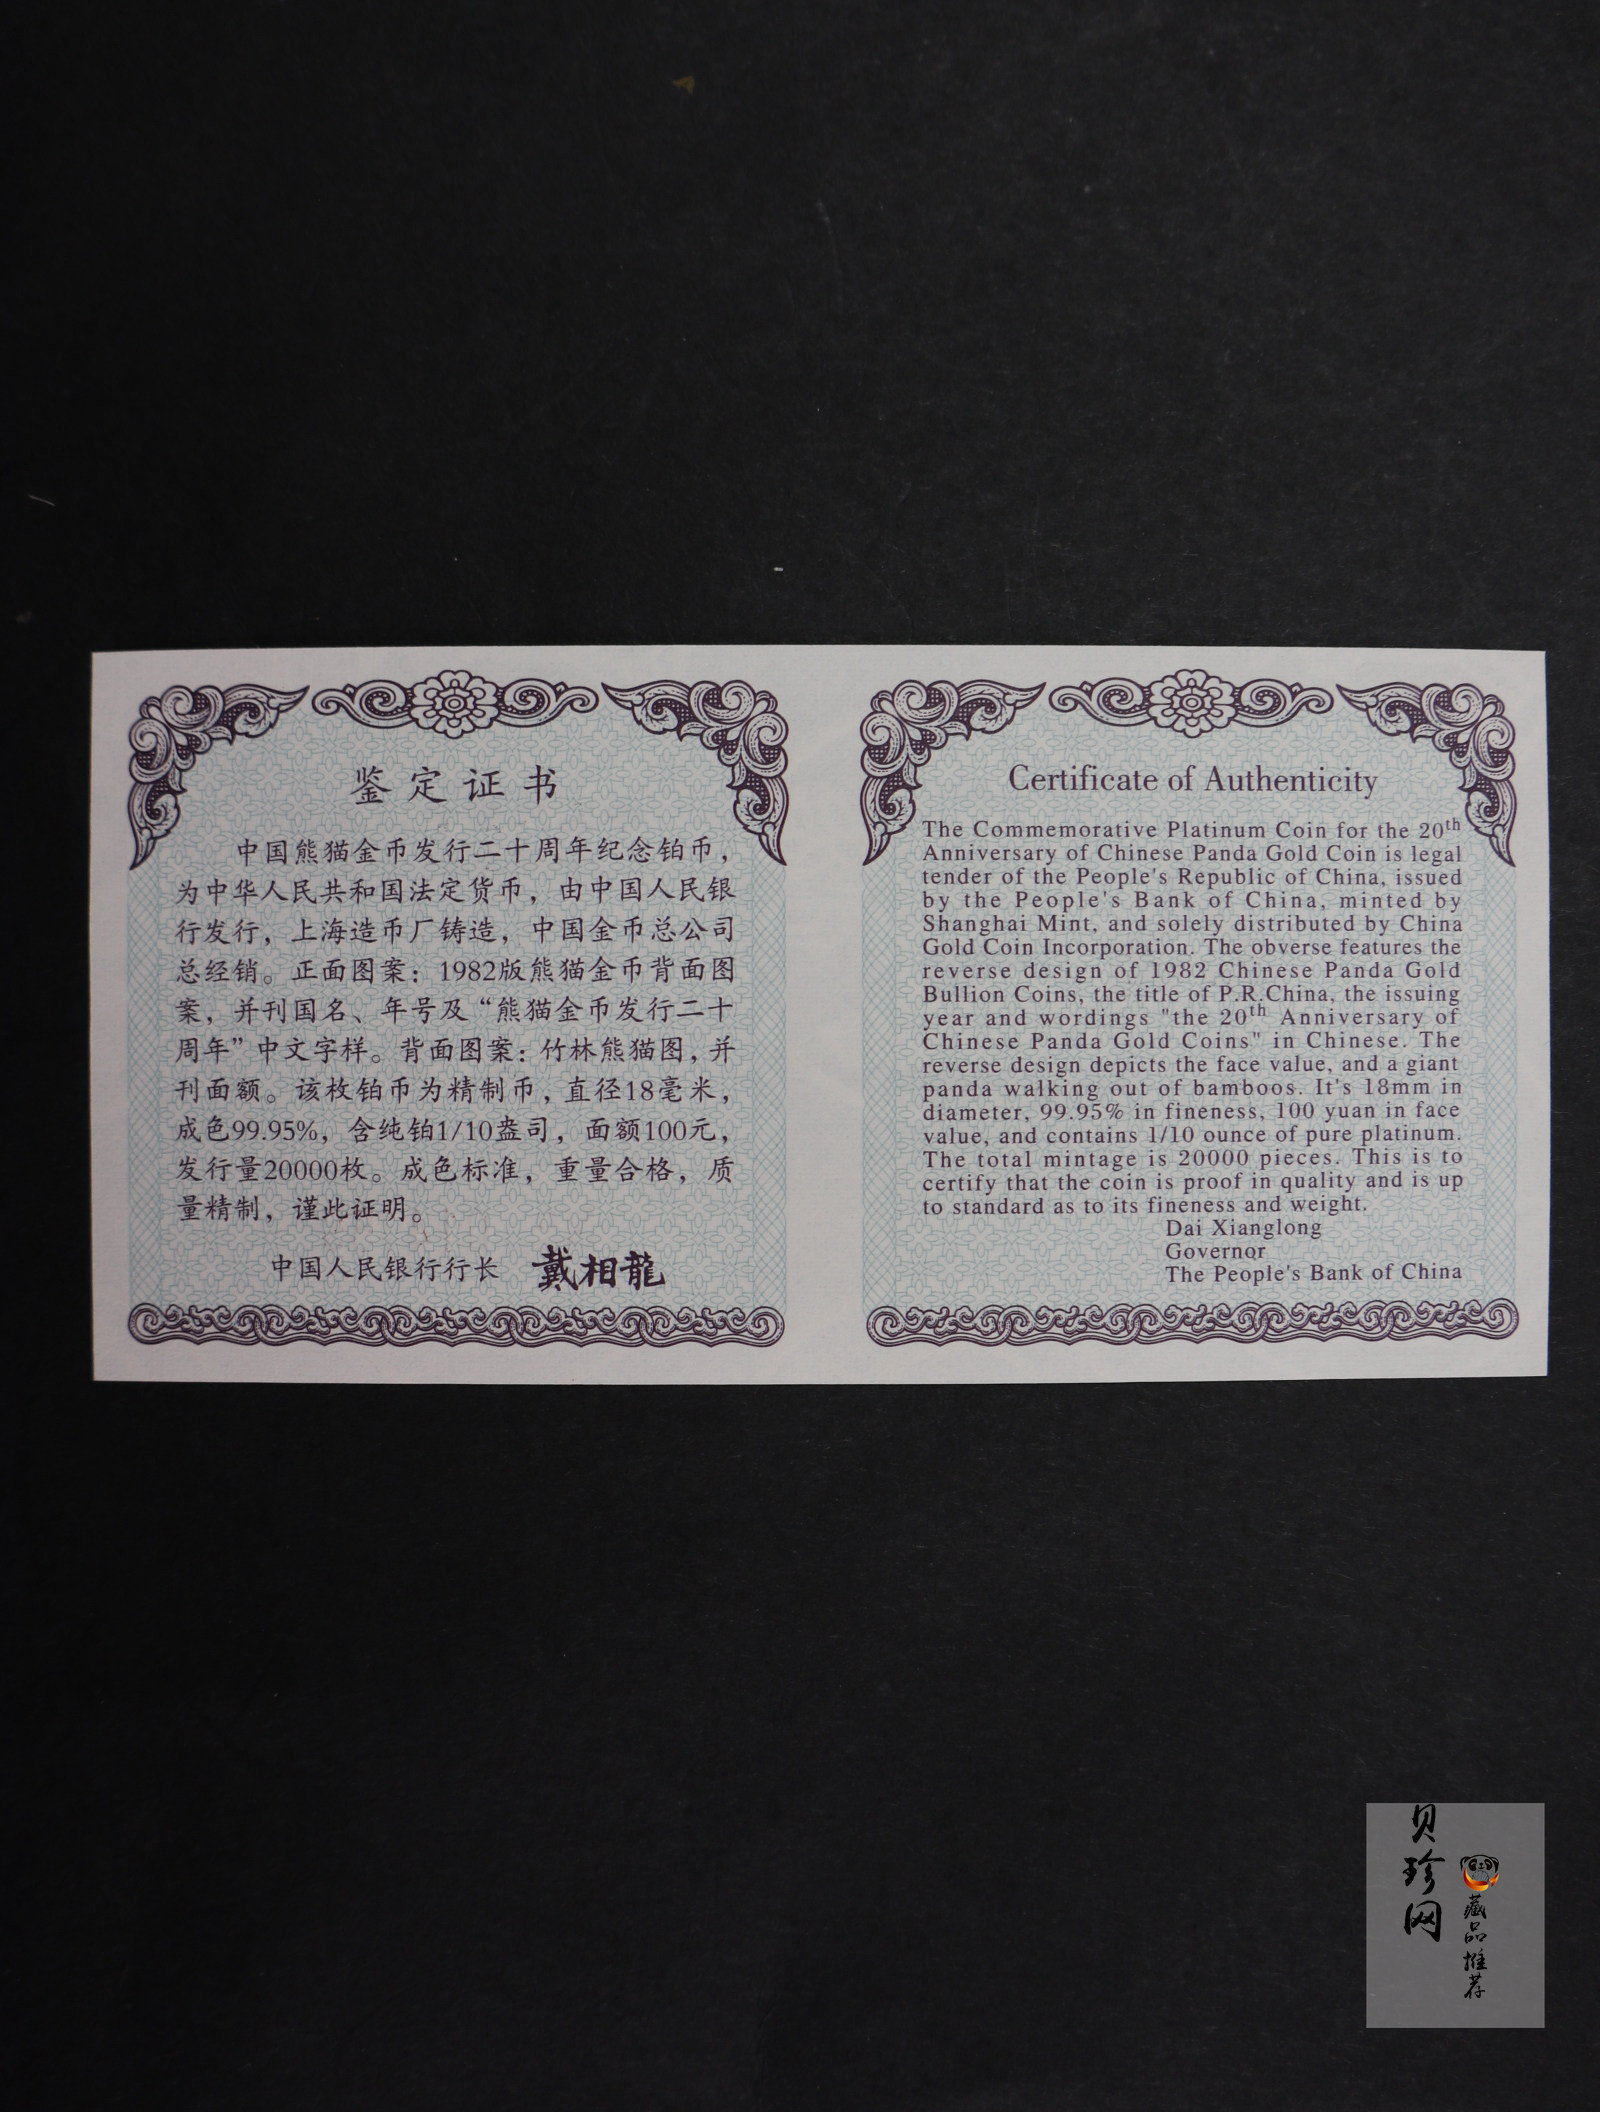 鉴定证书
中国熊猫金币发行二十周年纪念铂币，
为中华人民共和国法定货币，由中国人民银
行发行，上海造币厂铸造，中国金币总公司
总经销。正面图案：1982版熊猫金币背面图
案，并刊国名、年号及“熊猫金币发行二十
周年”中文字样。背面图案：竹林熊猫图，并
刊面额。该枚铂币为精制币，直径18毫米，
成色99.95%，含纯铂1/10盎司，面额100元，
发行量20000枚。成色标准，重量合格，质
量精制，谨此证明。
中国人民银行行长 戴相龍
Certificate of Authenticity
The Commemorative Platinum Coin for the 20th
Anniversary of Chinese Panda Gold Coin is legal
tender of the People's Republic of China, issued
by the People's Bank of China, minted by
Shanghai Mint, and solely distributed by China
Gold Coin Incorporation. The obverse features the
reverse design of 1982 Chinese Panda Gold
Bullion Coins, the title of P.R.China, the issuing
year and wordings "the 20th Anniversary of
Chinese Panda Gold Coins" in Chinese. The
reverse design depicts the face value, and a giant
panda walking out of bamboos. It's 18mm in
diameter, 99.95% in fineness, 100 yuan in face
value, and contains 1/10 ounce of pure platinum.
The total mintage is 20000 pieces. This is to
certify that the coin is proof in quality and is up
to standard as to its fineness and weight.
Dai Xianglong
Governor
The People's Bank of China
贝珍网
藏品推荐